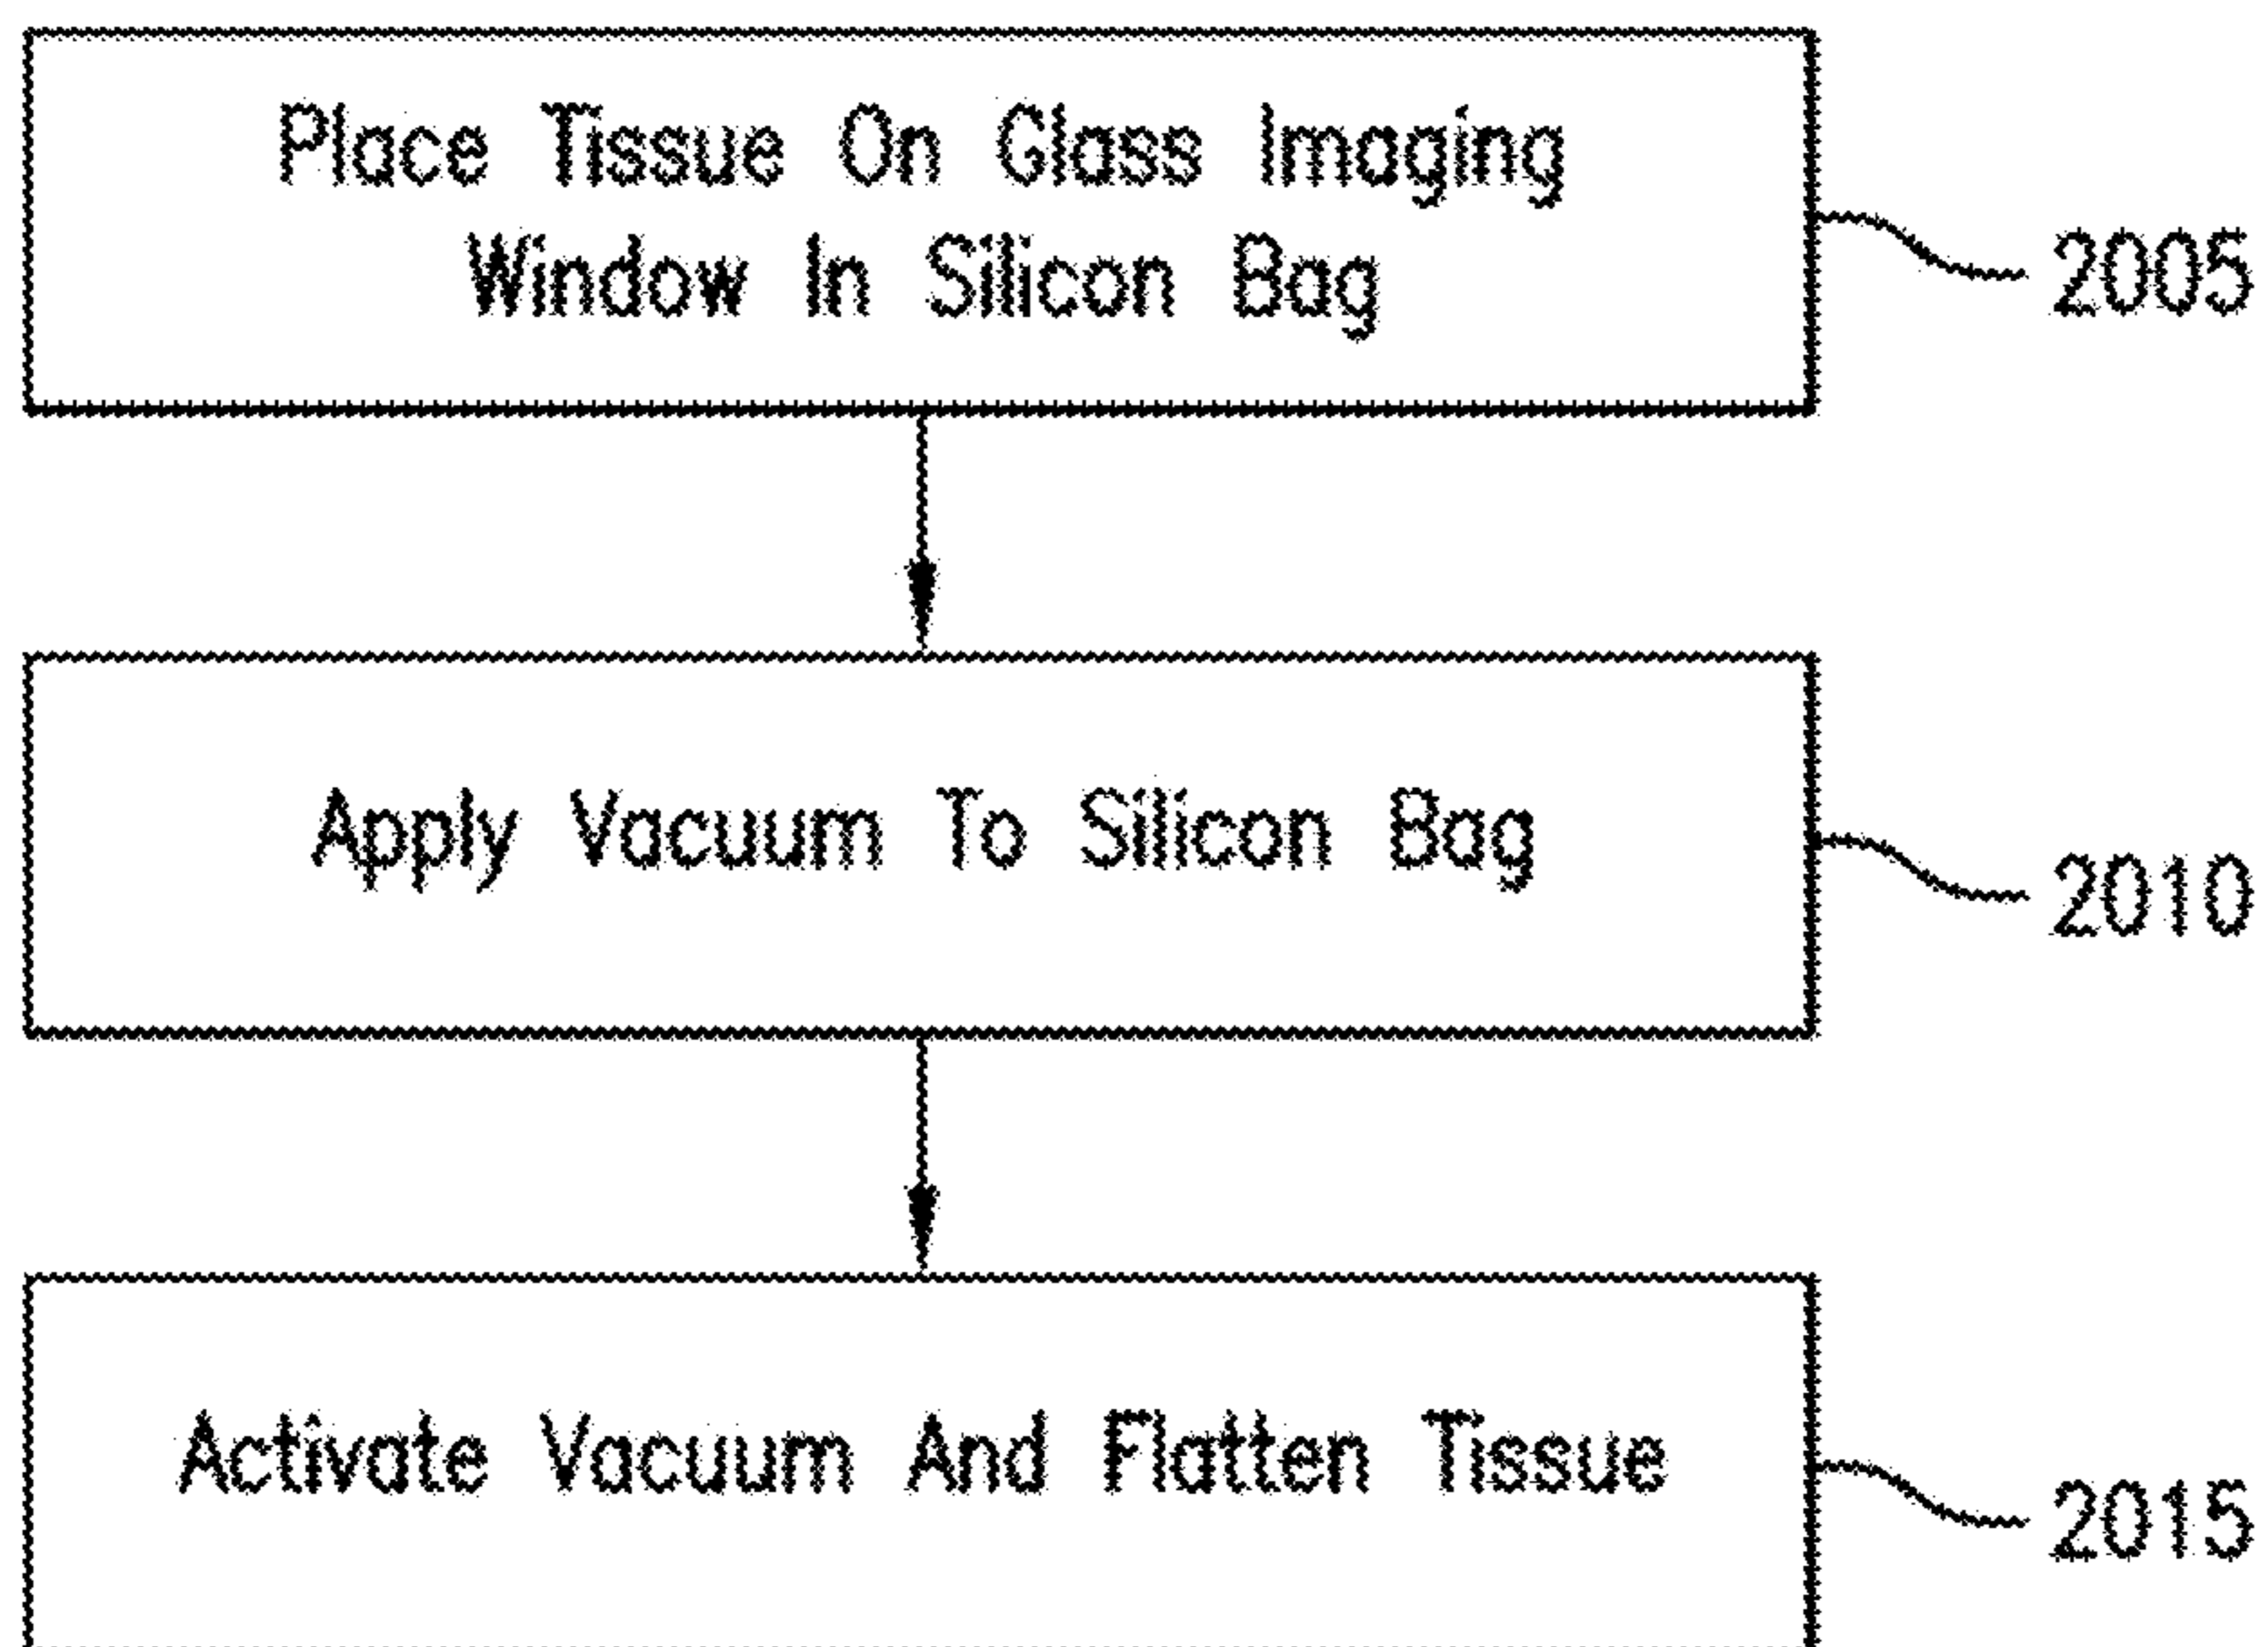 Place Tissue On Glass Imaging
Window In Silicon Bag
2005
Apply Vacuum To Silicon Bag
2010
Activate Vacuum And Flatten Tissue
2015